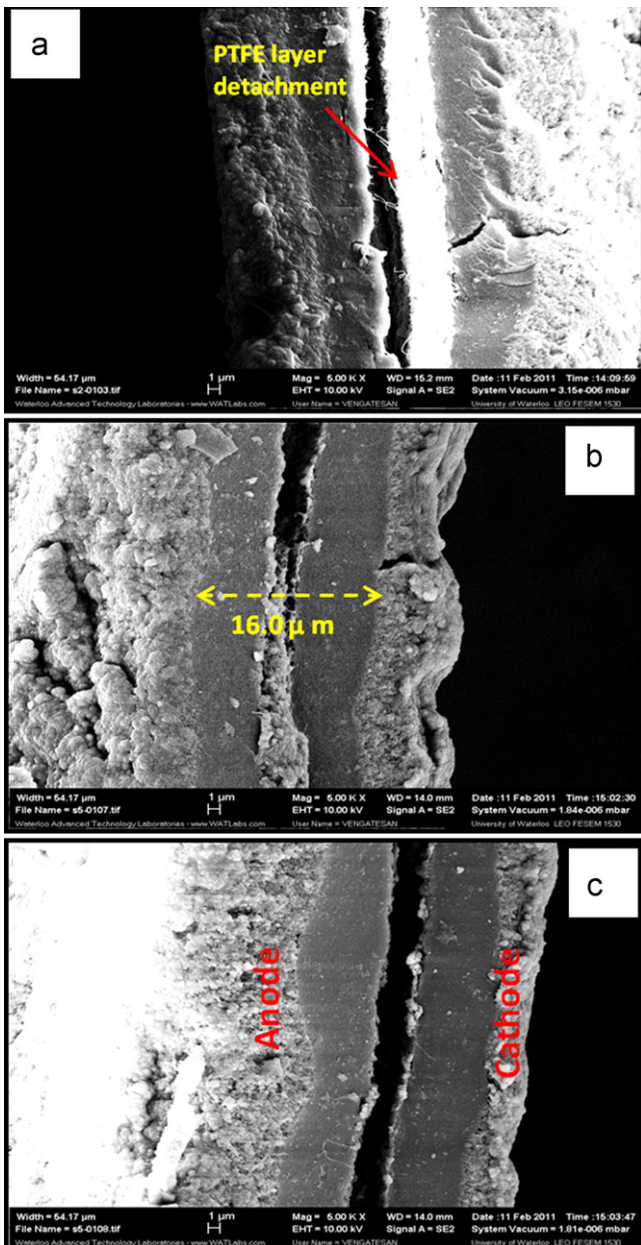 a
PTFE layer
detachment
Width = 54.17 µm
File Name = s2-0103.tif
1 µm
Mag = 5.00 K X
EHT = 10.00 kV
WD = 15.2 mm
Signal A = SE2
Date :11 Feb 2011 Time :14:09:59
System Vacuum = 3.15e-006 mbar
Waterloo Advanced Technology Laboratories - www.WATLabs.com
User Name = VENGATESAN
University of Waterloo LEO FESEM 1530
b
16.0 µ m
Width = 54.17 µm
File Name = s5-0107.tif
1 µm
Mag = 5.00 K X
EHT = 10.00 kV
WD = 14.0 mm
Signal A = SE2
Date :11 Feb 2011 Time :15:02:30
System Vacuum = 1.84e-006 mbar
Waterloo Advanced Technology Laboratories - www.WATLabs.com
User Name = VENGATESAN
University of Waterloo LEO FESEM 1530
c
Anode
Cathode
Width = 54.17 µm
File Name = s5-0108.tif
1 µm
Mag = 5.00 K X
EHT = 10.00 kV
WD = 14.0 mm
Signal A = SE2
Date :11 Feb 2011 Time :15:03:47
System Vacuum = 1.81e-006 mbar
Waterloo Advanced Technology Laboratories - www.WATLabs.com
User Name = VENGATESAN
University of Waterloo LEO FESEM 1530